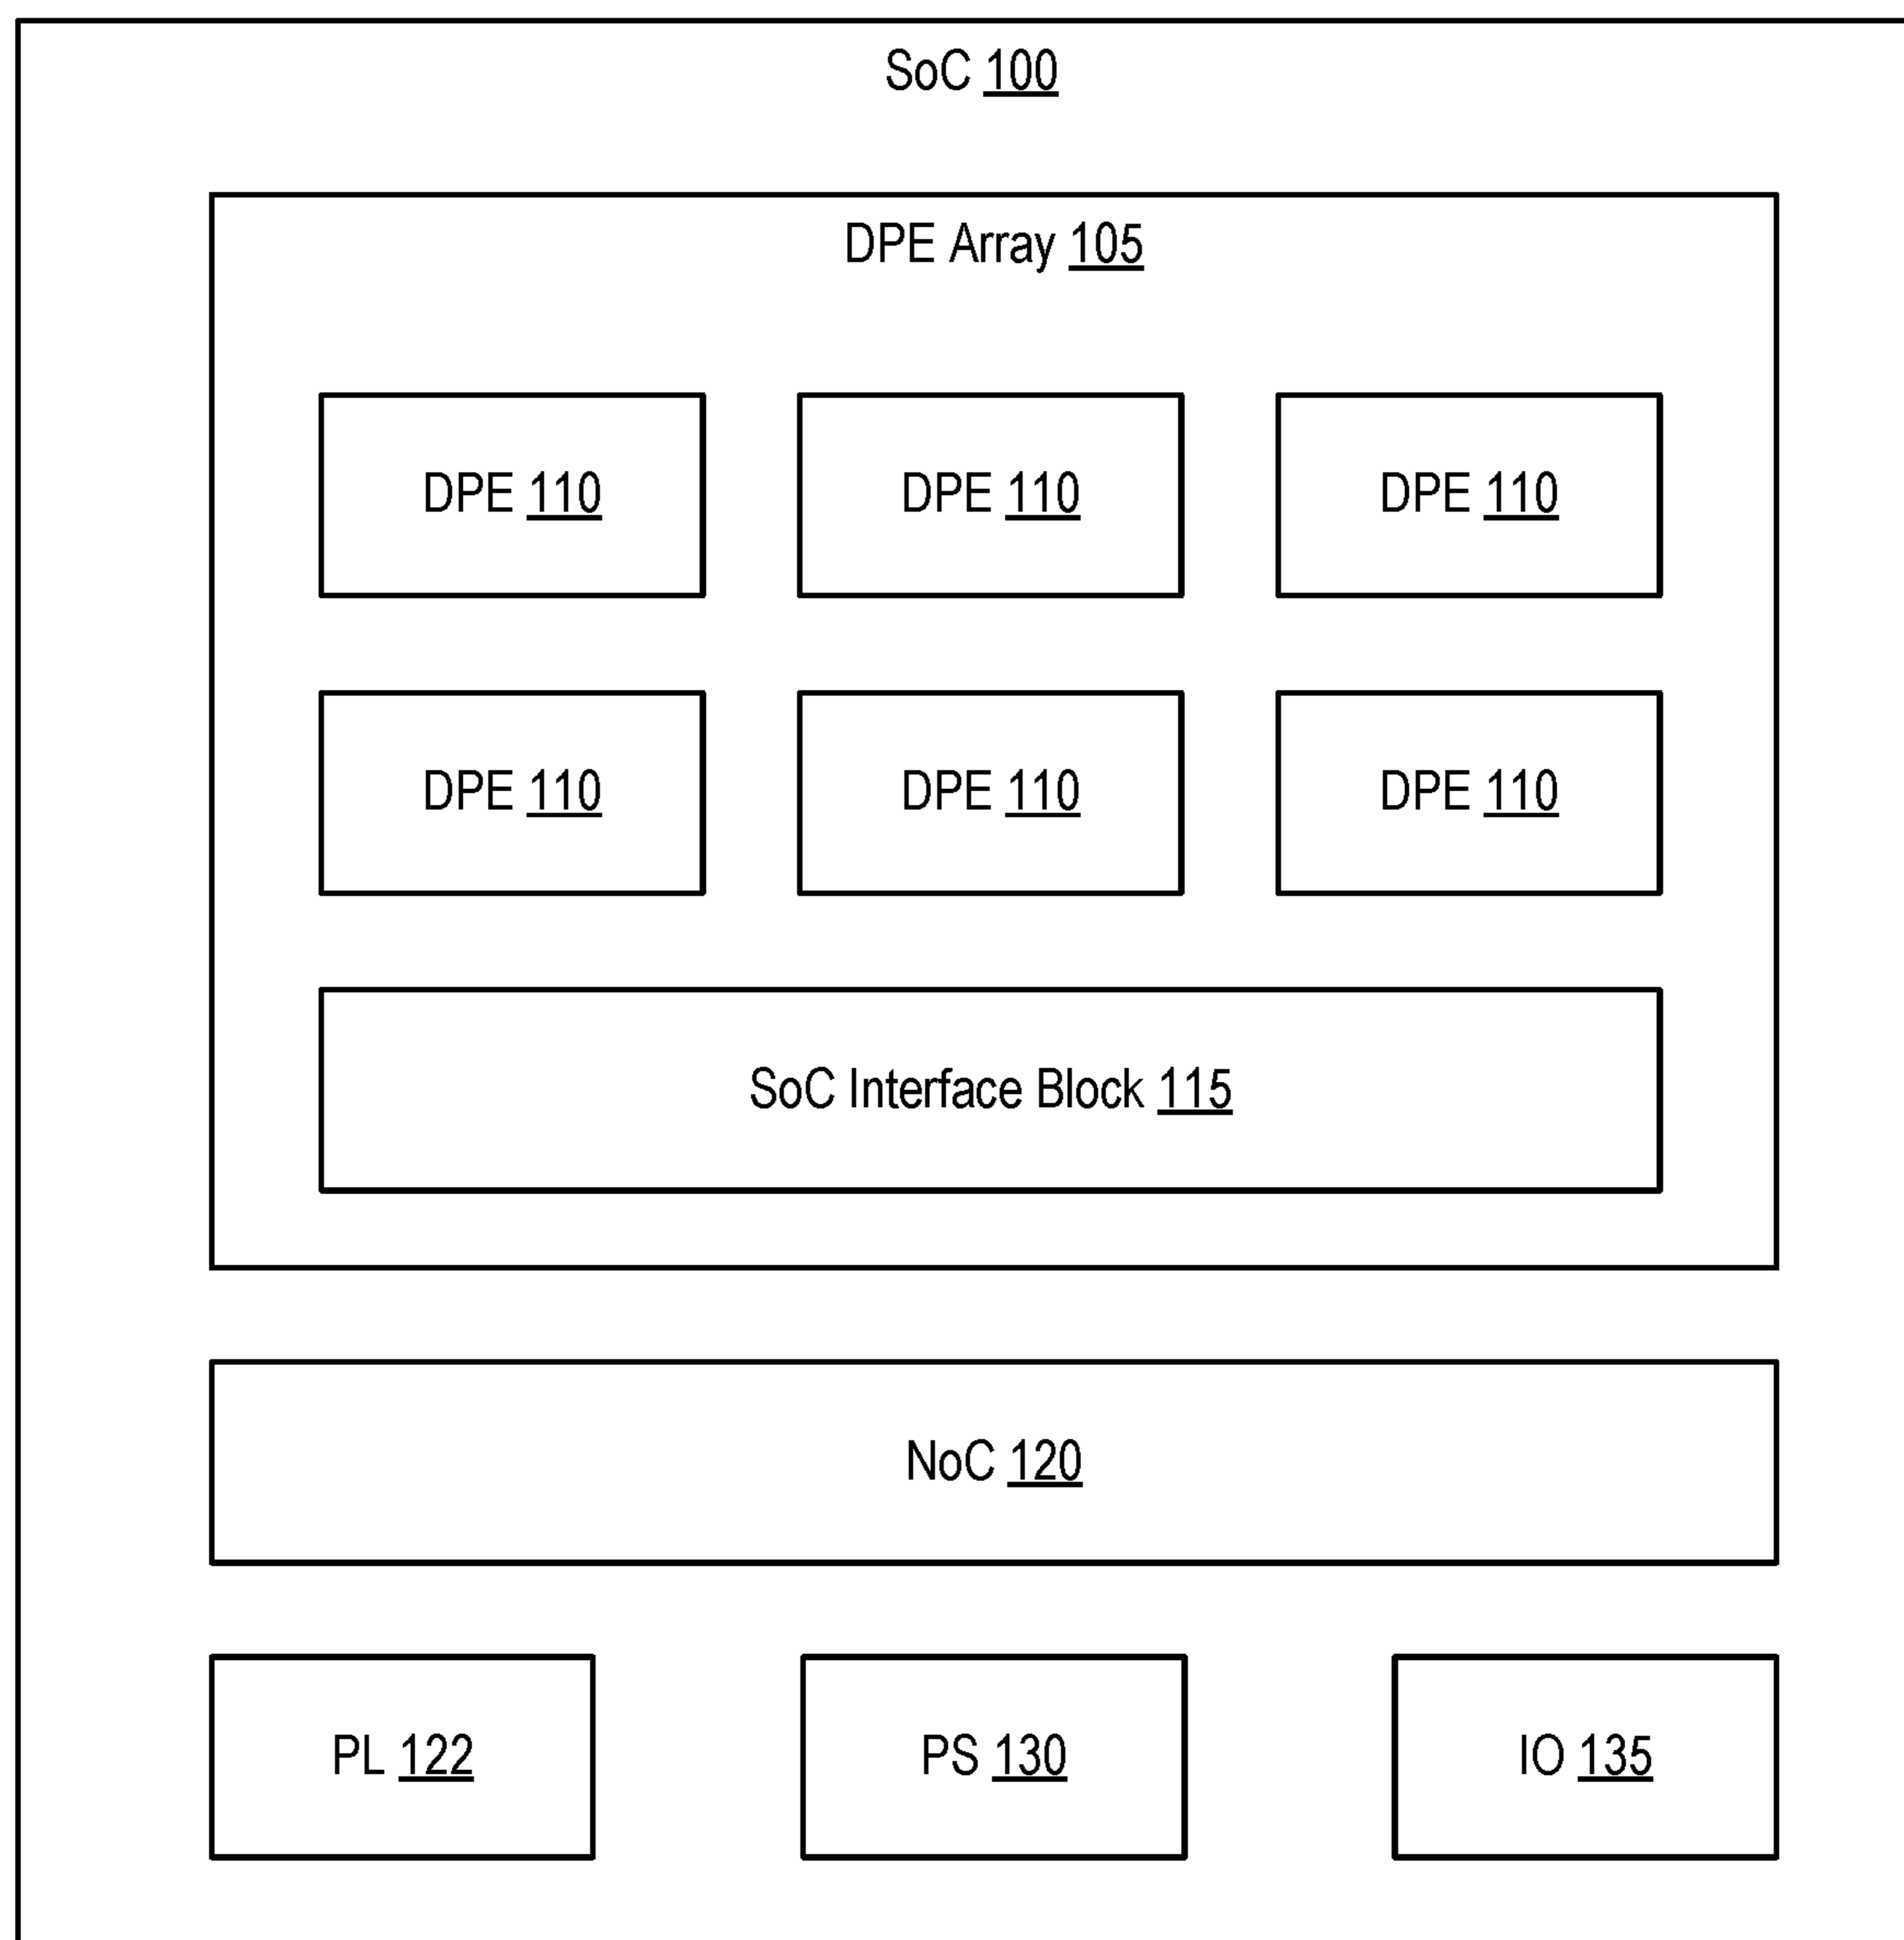 SoC 100
DPE Array 105
DPE 110
DPE 110
DPE 110
DPE 110
DPE 110
DPE 110
SoC Interface Block 115
NoC 120
PL 122
PS 130
IO 135